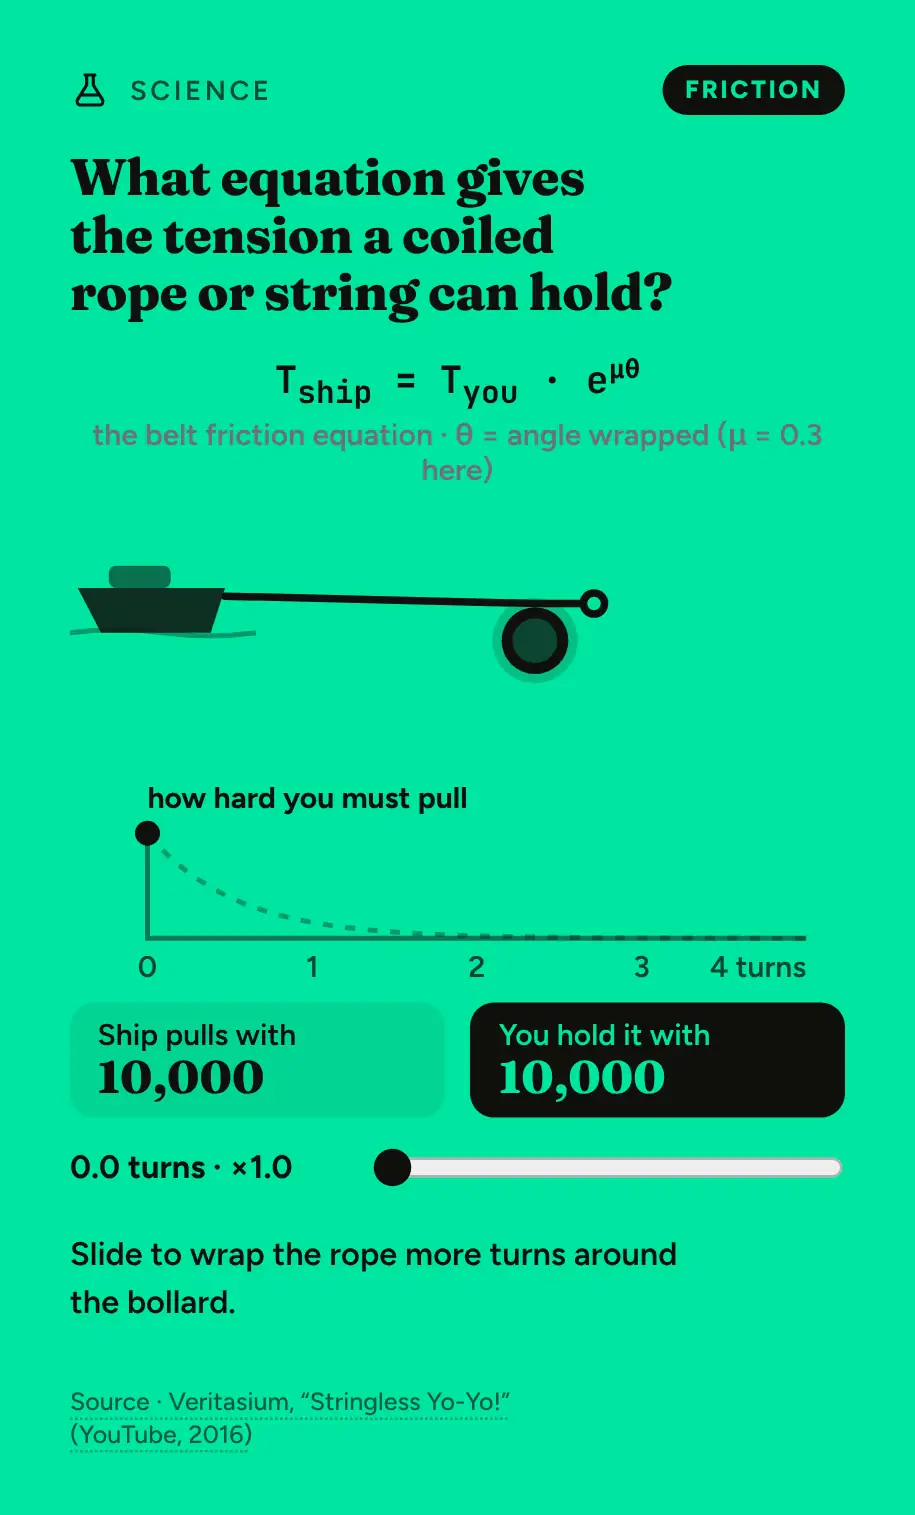 SCIENCE
FRICTION
What equation gives
the tension a coiled
rope or string can hold?
Tship = Tyou · e^μθ
the belt friction equation · θ = angle wrapped (μ = 0.3
here)
how hard you must pull
0 1 2 3 4 turns
Ship pulls with
10,000
You hold it with
10,000
0.0 turns · ×1.0
Slide to wrap the rope more turns around
the bollard.
Source · Veritasium, “Stringless Yo-Yo!”
(YouTube, 2016)